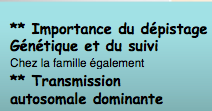 ** Importance du dépistage
Génétique et du suivi
Chez la famille également
** Transmission
autosomale dominante